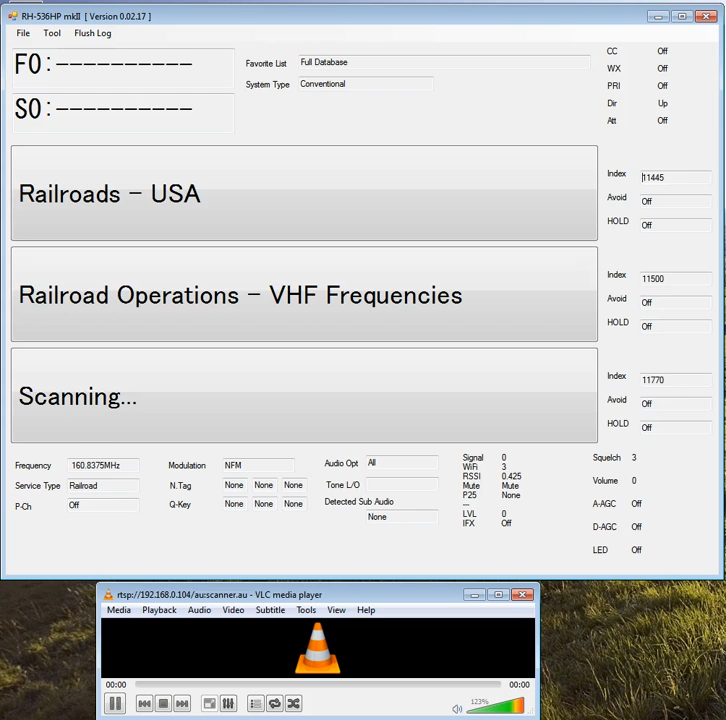 RH-536HP mkII [ Version 0.02.17 ]
File Tool Flush Log
F0:----------
S0:----------
Favorite List Full Database
System Type Conventional
CC Off
WX Off
PRI Off
Dir Up
Att Off
Railroads - USA
Index 11445
Avoid Off
HOLD Off
Railroad Operations - VHF Frequencies
Index 11500
Avoid Off
HOLD Off
Scanning...
Index 11770
Avoid Off
HOLD Off
Frequency 160.8375MHz
Service Type Railroad
P-Ch Off
Modulation NFM
N.Tag None None None
Q-Key None None None
Audio Opt All
Tone L/O
Detected Sub Audio
None
Signal 0
WiFi 3
RSSI 0.425
Mute Mute
P25 None
---
LVL 0
IFX Off
Squelch 3
Volume 0
A-AGC Off
D-AGC Off
LED Off
rtsp://192.168.0.104/au:scanner.au - VLC media player
Media Playback Audio Video Subtitle Tools View Help
00:00 00:00
123%